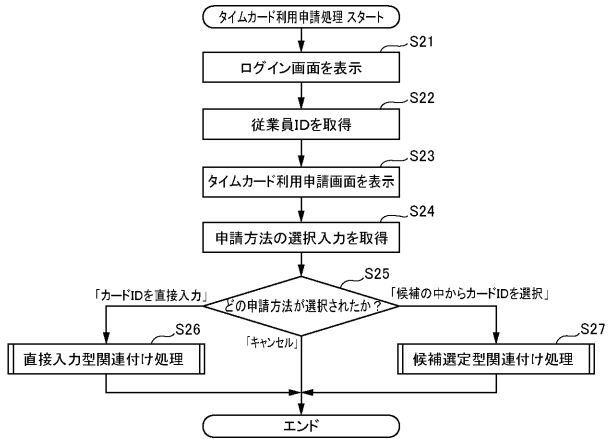 タイムカード利用申請処理 スタート
S21
ログイン画面を表示
S22
従業員IDを取得
S23
タイムカード利用申請画面を表示
S24
申請方法の選択入力を取得
S25
どの申請方法が選択されたか？
「カードIDを直接入力」
「候補の中からカードIDを選択」
「キャンセル」
S26
直接入力型関連付け処理
S27
候補選定型関連付け処理
エンド